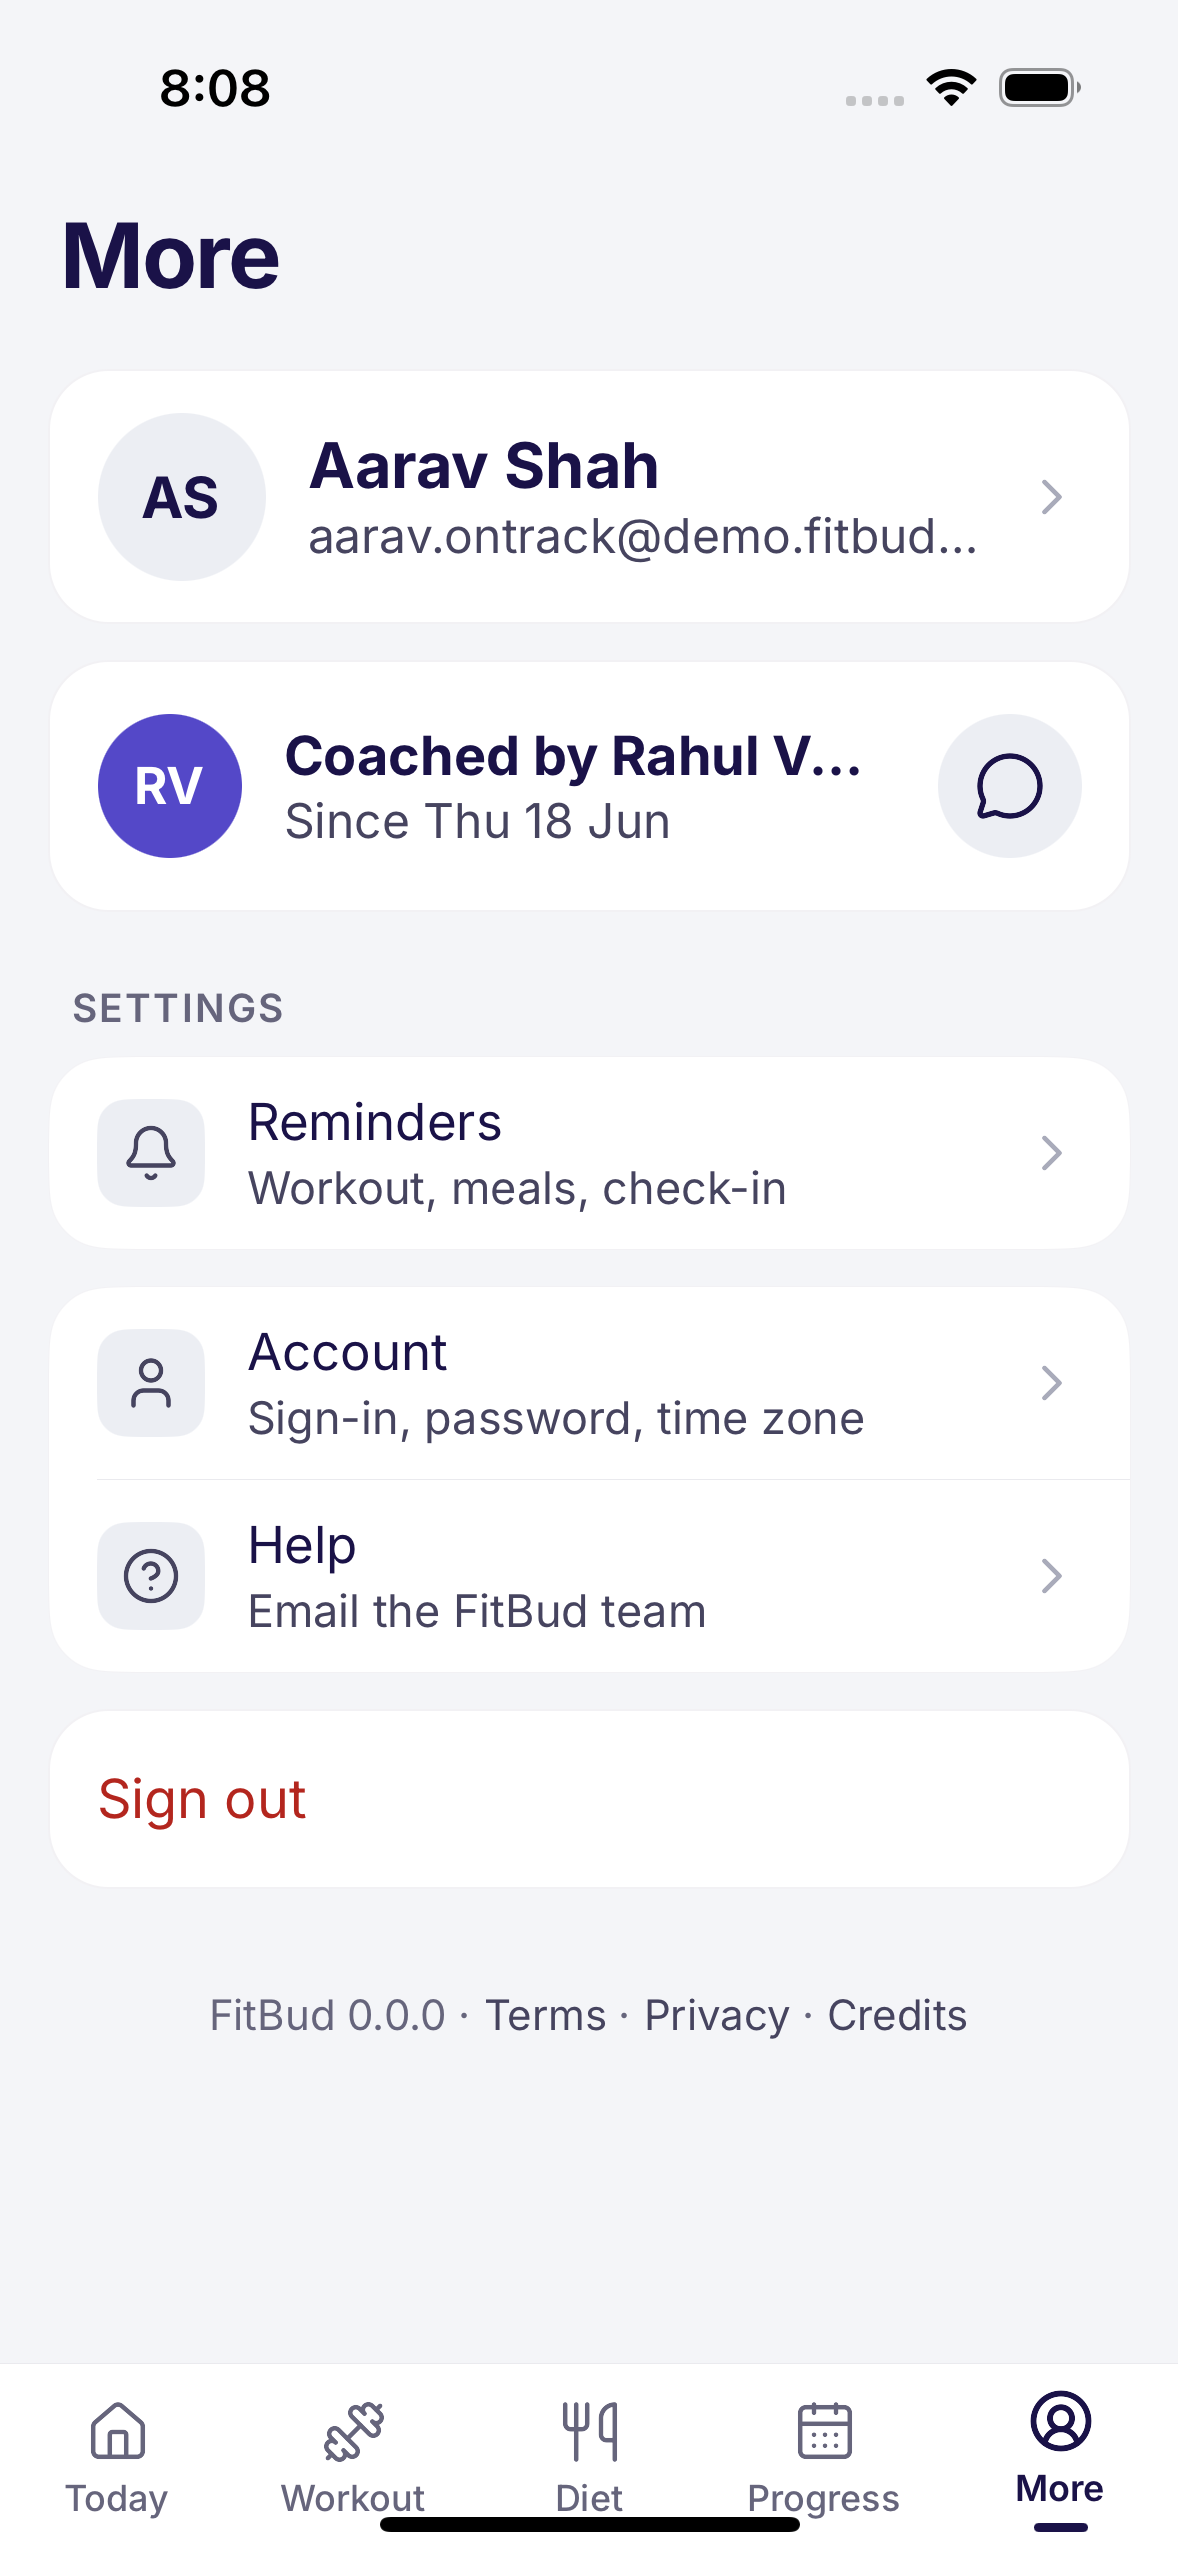 8:08
More
AS
Aarav Shah
aarav.ontrack@demo.fitbud...
RV
Coached by Rahul V...
Since Thu 18 Jun
SETTINGS
Reminders
Workout, meals, check-in
Account
Sign-in, password, time zone
Help
Email the FitBud team
Sign out
FitBud 0.0.0 · Terms · Privacy · Credits
Today
Workout
Diet
Progress
More